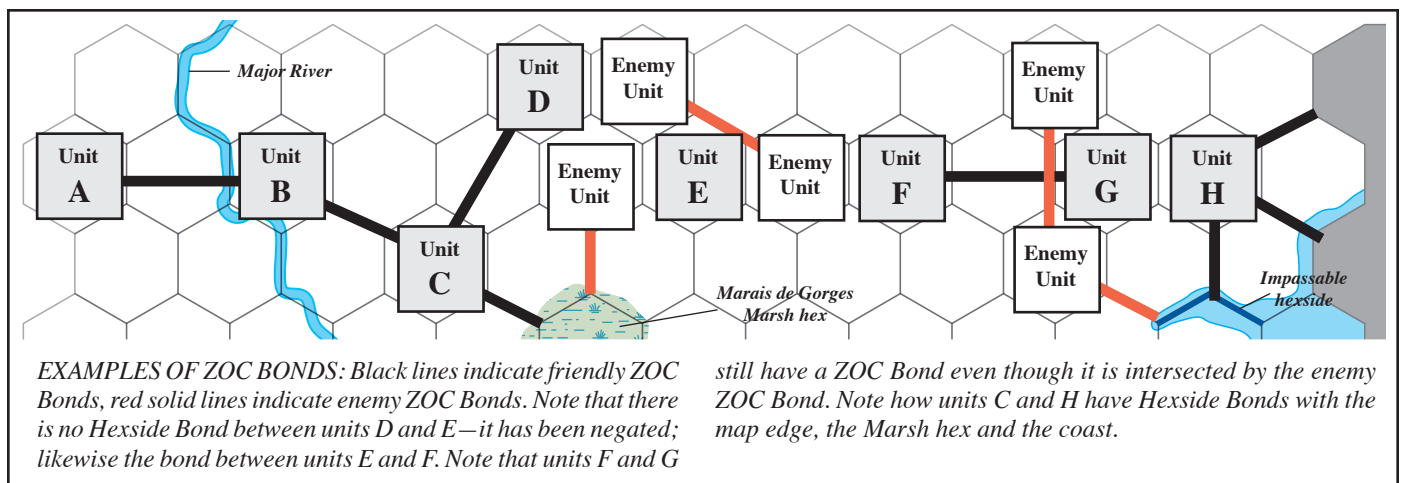 Major River
Unit
A
Unit
B
Unit
C
Unit
D
Enemy
Unit
Enemy
Unit
Unit
E
Enemy
Unit
Unit
F
Enemy
Unit
Unit
G
Enemy
Unit
Unit
H
Marais de Gorges
Marsh hex
Impassable
hexside
EXAMPLES OF ZOC BONDS: Black lines indicate friendly ZOC
Bonds, red solid lines indicate enemy ZOC Bonds. Note that there
is no Hexside Bond between units D and E—it has been negated;
likewise the bond between units E and F. Note that units F and G
still have a ZOC Bond even though it is intersected by the enemy
ZOC Bond. Note how units C and H have Hexside Bonds with the
map edge, the Marsh hex and the coast.